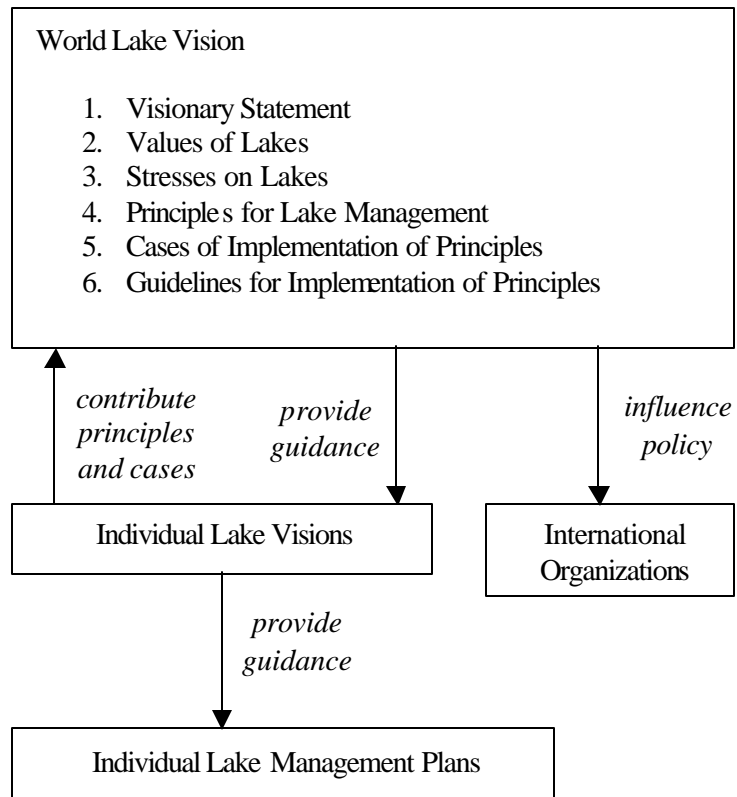 World Lake Vision
1. Visionary Statement
2. Values of Lakes
3. Stresses on Lakes
4. Principles for Lake Management
5. Cases of Implementation of Principles
6. Guidelines for Implementation of Principles
contribute
principles
and cases
provide
guidance
influence
policy
Individual Lake Visions
International
Organizations
provide
guidance
Individual Lake Management Plans